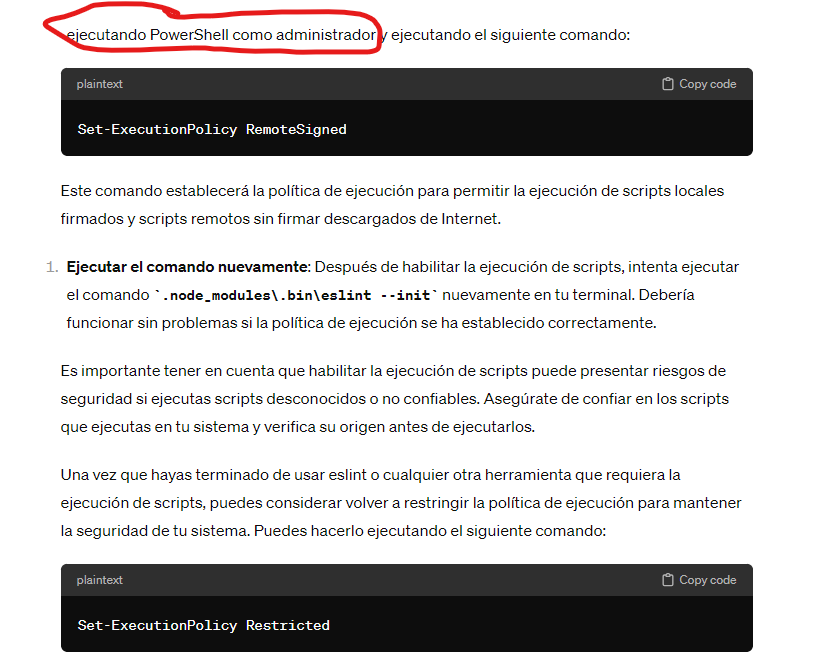 ejecutando PowerShell como administrador y ejecutando el siguiente comando:
plaintext
Copy code
Set-ExecutionPolicy RemoteSigned
Este comando establecerá la política de ejecución para permitir la ejecución de scripts locales
firmados y scripts remotos sin firmar descargados de Internet.
1. Ejecutar el comando nuevamente: Después de habilitar la ejecución de scripts, intenta ejecutar
el comando `.node_modules\.bin\eslint --init` nuevamente en tu terminal. Debería
funcionar sin problemas si la política de ejecución se ha establecido correctamente.
Es importante tener en cuenta que habilitar la ejecución de scripts puede presentar riesgos de
seguridad si ejecutas scripts desconocidos o no confiables. Asegúrate de confiar en los scripts
que ejecutas en tu sistema y verifica su origen antes de ejecutarlos.
Una vez que hayas terminado de usar eslint o cualquier otra herramienta que requiera la
ejecución de scripts, puedes considerar volver a restringir la política de ejecución para mantener
la seguridad de tu sistema. Puedes hacerlo ejecutando el siguiente comando:
plaintext
Copy code
Set-ExecutionPolicy Restricted